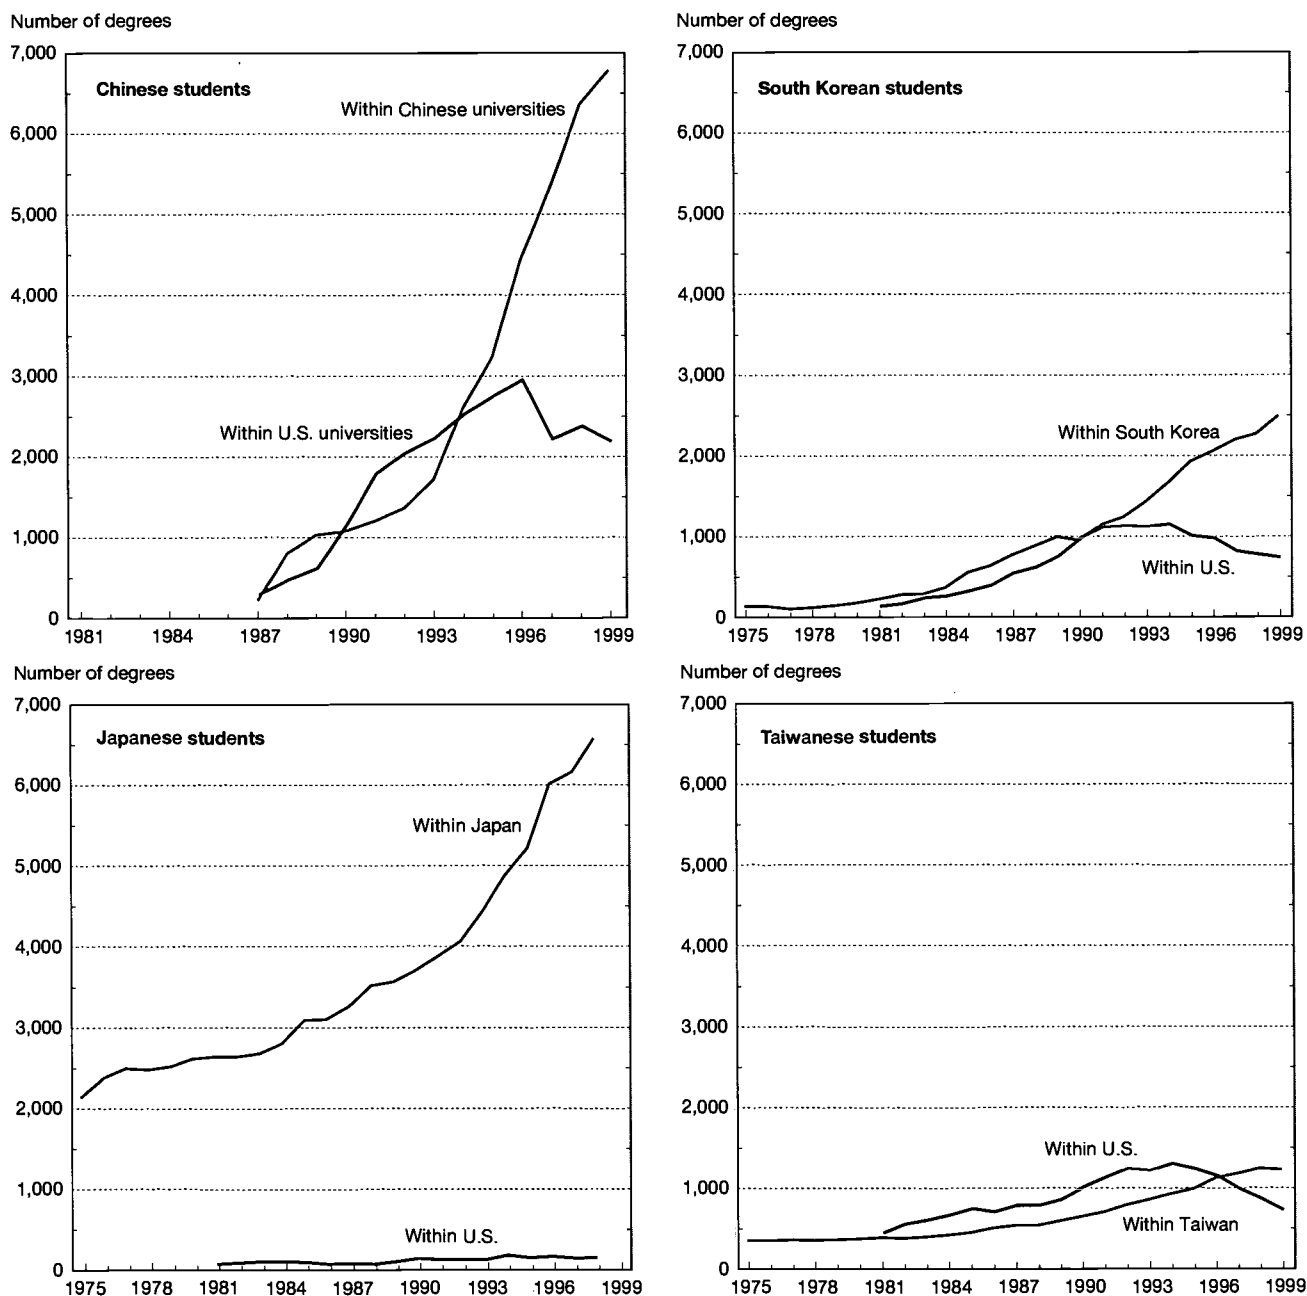 Number of degrees
7,000
Chinese students
Within Chinese universities
6,000
5,000
4,000
3,000
Within U.S. universities
2,000
1,000
0
1981 1984 1987 1990 1993 1996 1999
Number of degrees
7,000
South Korean students
6,000
5,000
4,000
3,000
Within South Korea
2,000
1,000
Within U.S.
0
1975 1978 1981 1984 1987 1990 1993 1996 1999
Number of degrees
7,000
Japanese students
6,000
Within Japan
5,000
4,000
3,000
2,000
1,000
Within U.S.
0
1975 1978 1981 1984 1987 1990 1993 1996 1999
Number of degrees
7,000
Taiwanese students
6,000
5,000
4,000
3,000
2,000
Within U.S.
1,000
Within Taiwan
0
1975 1978 1981 1984 1987 1990 1993 1996 1999